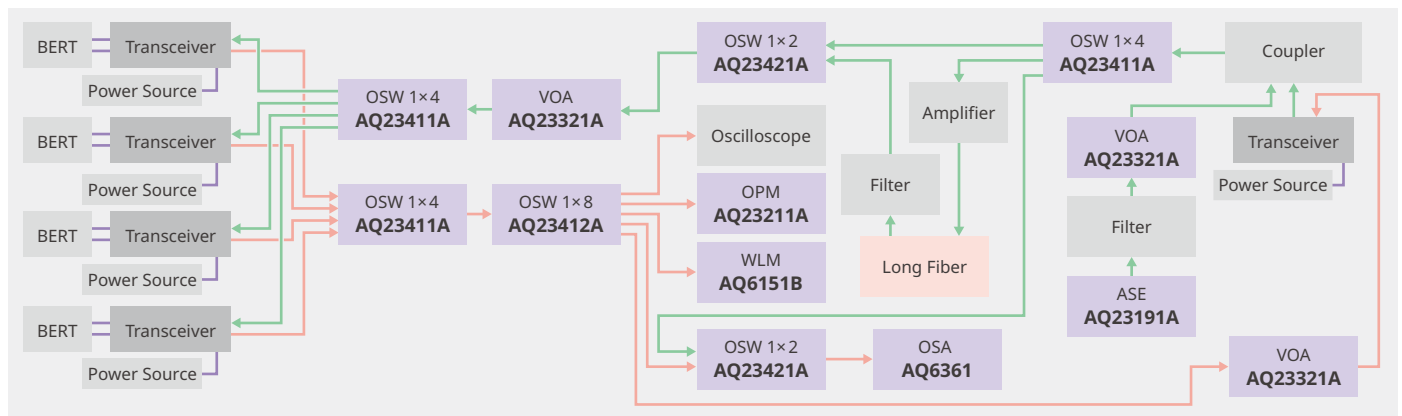 BERT
Transceiver
Power Source
BERT
Transceiver
Power Source
BERT
Transceiver
Power Source
BERT
Transceiver
Power Source
OSW 1×4
AQ23411A
VOA
AQ23321A
OSW 1×4
AQ23411A
OSW 1×8
AQ23412A
OSW 1×2
AQ23421A
Oscilloscope
OPM
AQ23211A
WLM
AQ6151B
OSW 1×2
AQ23421A
OSA
AQ6361
Filter
Amplifier
Long Fiber
OSW 1×4
AQ23411A
Coupler
VOA
AQ23321A
Filter
ASE
AQ23191A
Transceiver
Power Source
VOA
AQ23321A